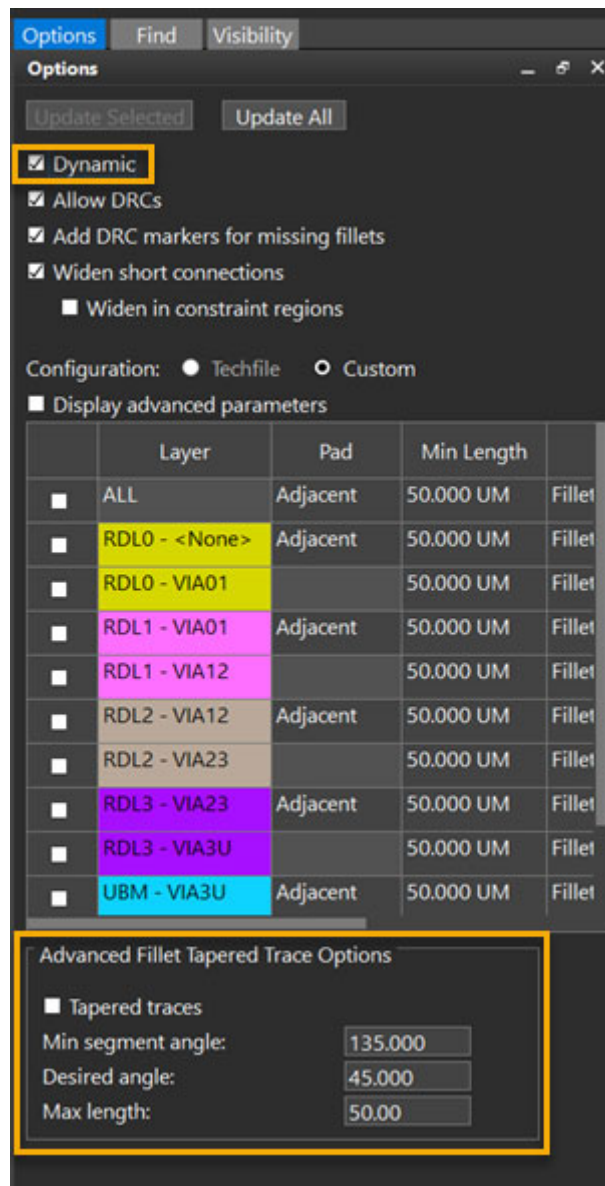 Options Find Visibility
Options
Update Selected Update All
Dynamic
Allow DRCs
Add DRC markers for missing fillets
Widen short connections
Widen in constraint regions
Configuration: Techfile Custom
Display advanced parameters
Layer Pad Min Length
ALL Adjacent 50.000 UM Fillet
RDL0 - <None> Adjacent 50.000 UM Fillet
RDL0 - VIA01 50.000 UM Fillet
RDL1 - VIA01 Adjacent 50.000 UM Fillet
RDL1 - VIA12 50.000 UM Fillet
RDL2 - VIA12 Adjacent 50.000 UM Fillet
RDL2 - VIA23 50.000 UM Fillet
RDL3 - VIA23 Adjacent 50.000 UM Fillet
RDL3 - VIA3U 50.000 UM Fillet
UBM - VIA3U Adjacent 50.000 UM Fillet
Advanced Fillet Tapered Trace Options
Tapered traces
Min segment angle: 135.000
Desired angle: 45.000
Max length: 50.00